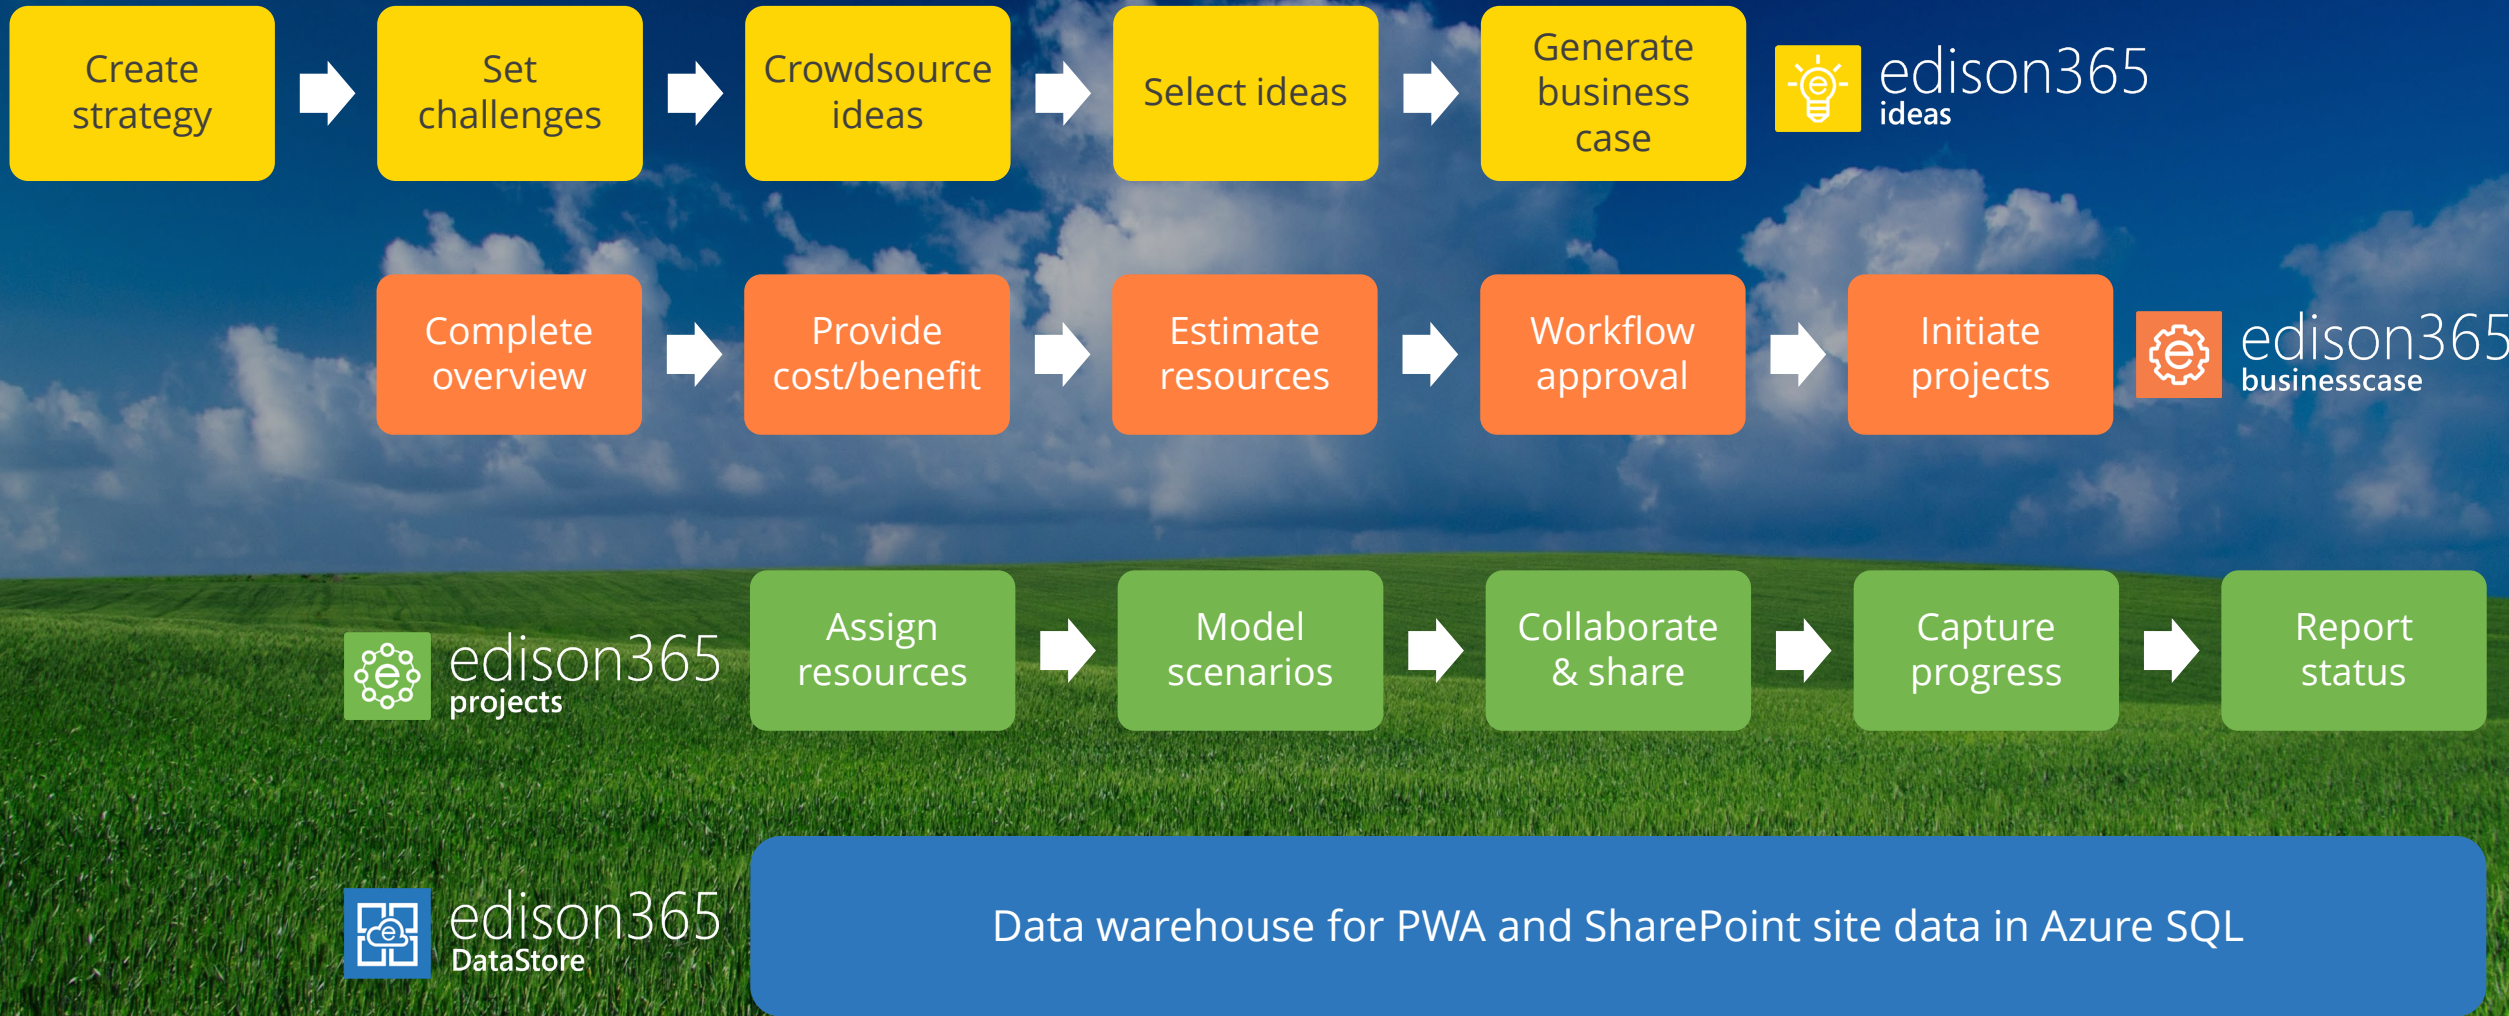 Create
strategy
Set
challenges
Crowdsource
ideas
Select ideas
Generate
business
case
edison365
ideas
Complete
overview
Provide
cost/benefit
Estimate
resources
Workflow
approval
Initiate
projects
edison365
businesscase
edison365
projects
Assign
resources
Model
scenarios
Collaborate
& share
Capture
progress
Report
status
edison365
DataStore
Data warehouse for PWA and SharePoint site data in Azure SQL